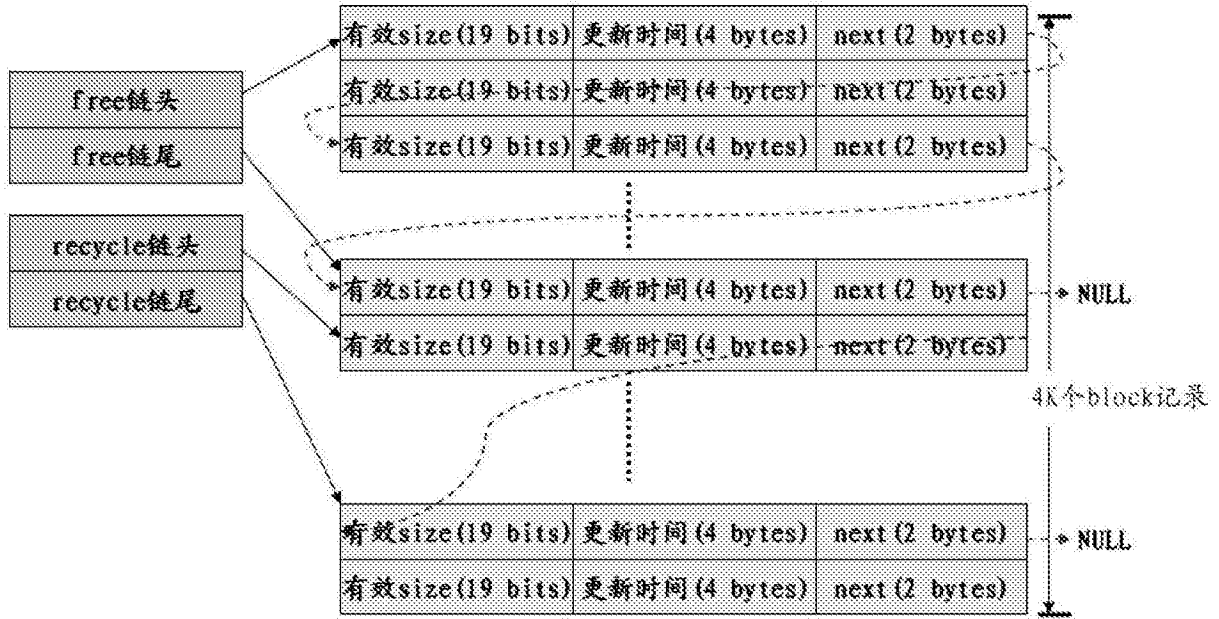 有效size(19 bits) 更新时间(4 bytes) next(2 bytes)
free链头
有效size(19 bits) 更新时间(4 bytes) next(2 bytes)
free链尾
有效size(19 bits) 更新时间(4 bytes) next(2 bytes)
recycle链头
recycle链尾
有效size(19 bits) 更新时间(4 bytes) next(2 bytes)
NULL
有效size(19 bits) 更新时间(4 bytes) next(2 bytes)
4K个block记录
有效size(19 bits) 更新时间(4 bytes) next(2 bytes)
NULL
有效size(19 bits) 更新时间(4 bytes) next(2 bytes)